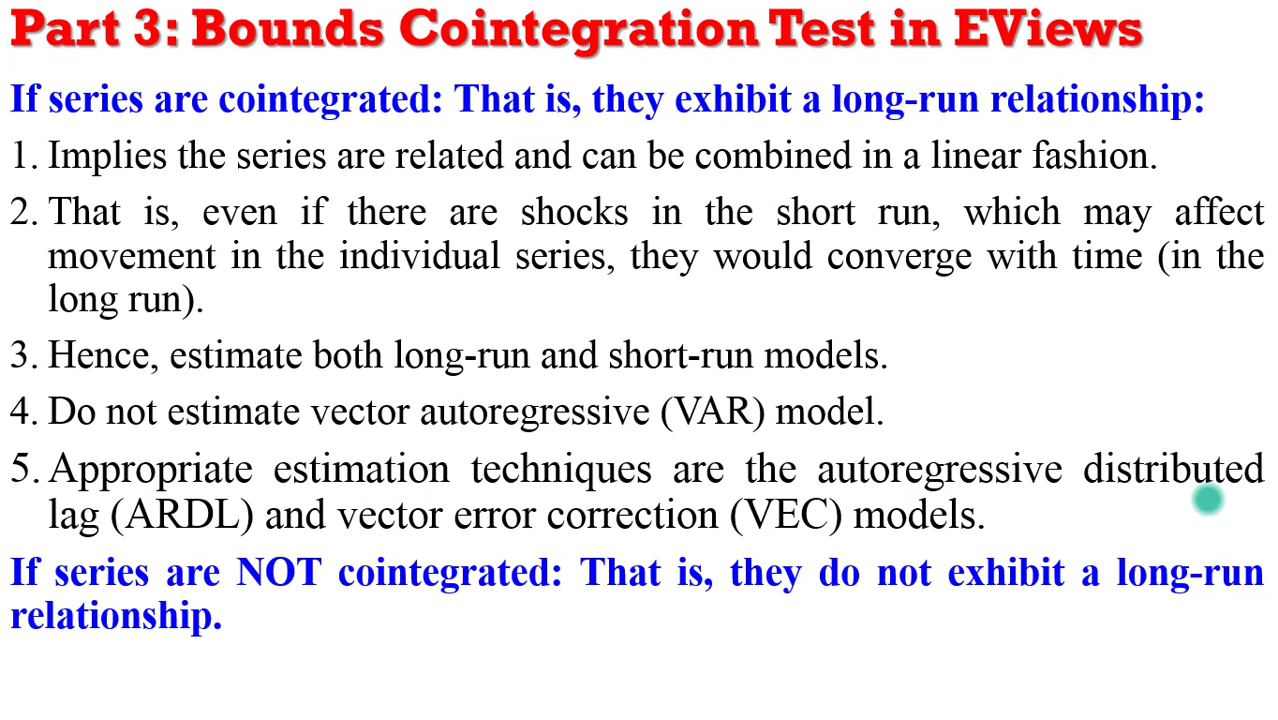 Part 3: Bounds Cointegration Test in EViews
If series are cointegrated: That is, they exhibit a long-run relationship:
1. Implies the series are related and can be combined in a linear fashion.
2. That is, even if there are shocks in the short run, which may affect
movement in the individual series, they would converge with time (in the
long run).
3. Hence, estimate both long-run and short-run models.
4. Do not estimate vector autoregressive (VAR) model.
5. Appropriate estimation techniques are the autoregressive distributed
lag (ARDL) and vector error correction (VEC) models.
If series are NOT cointegrated: That is, they do not exhibit a long-run
relationship.